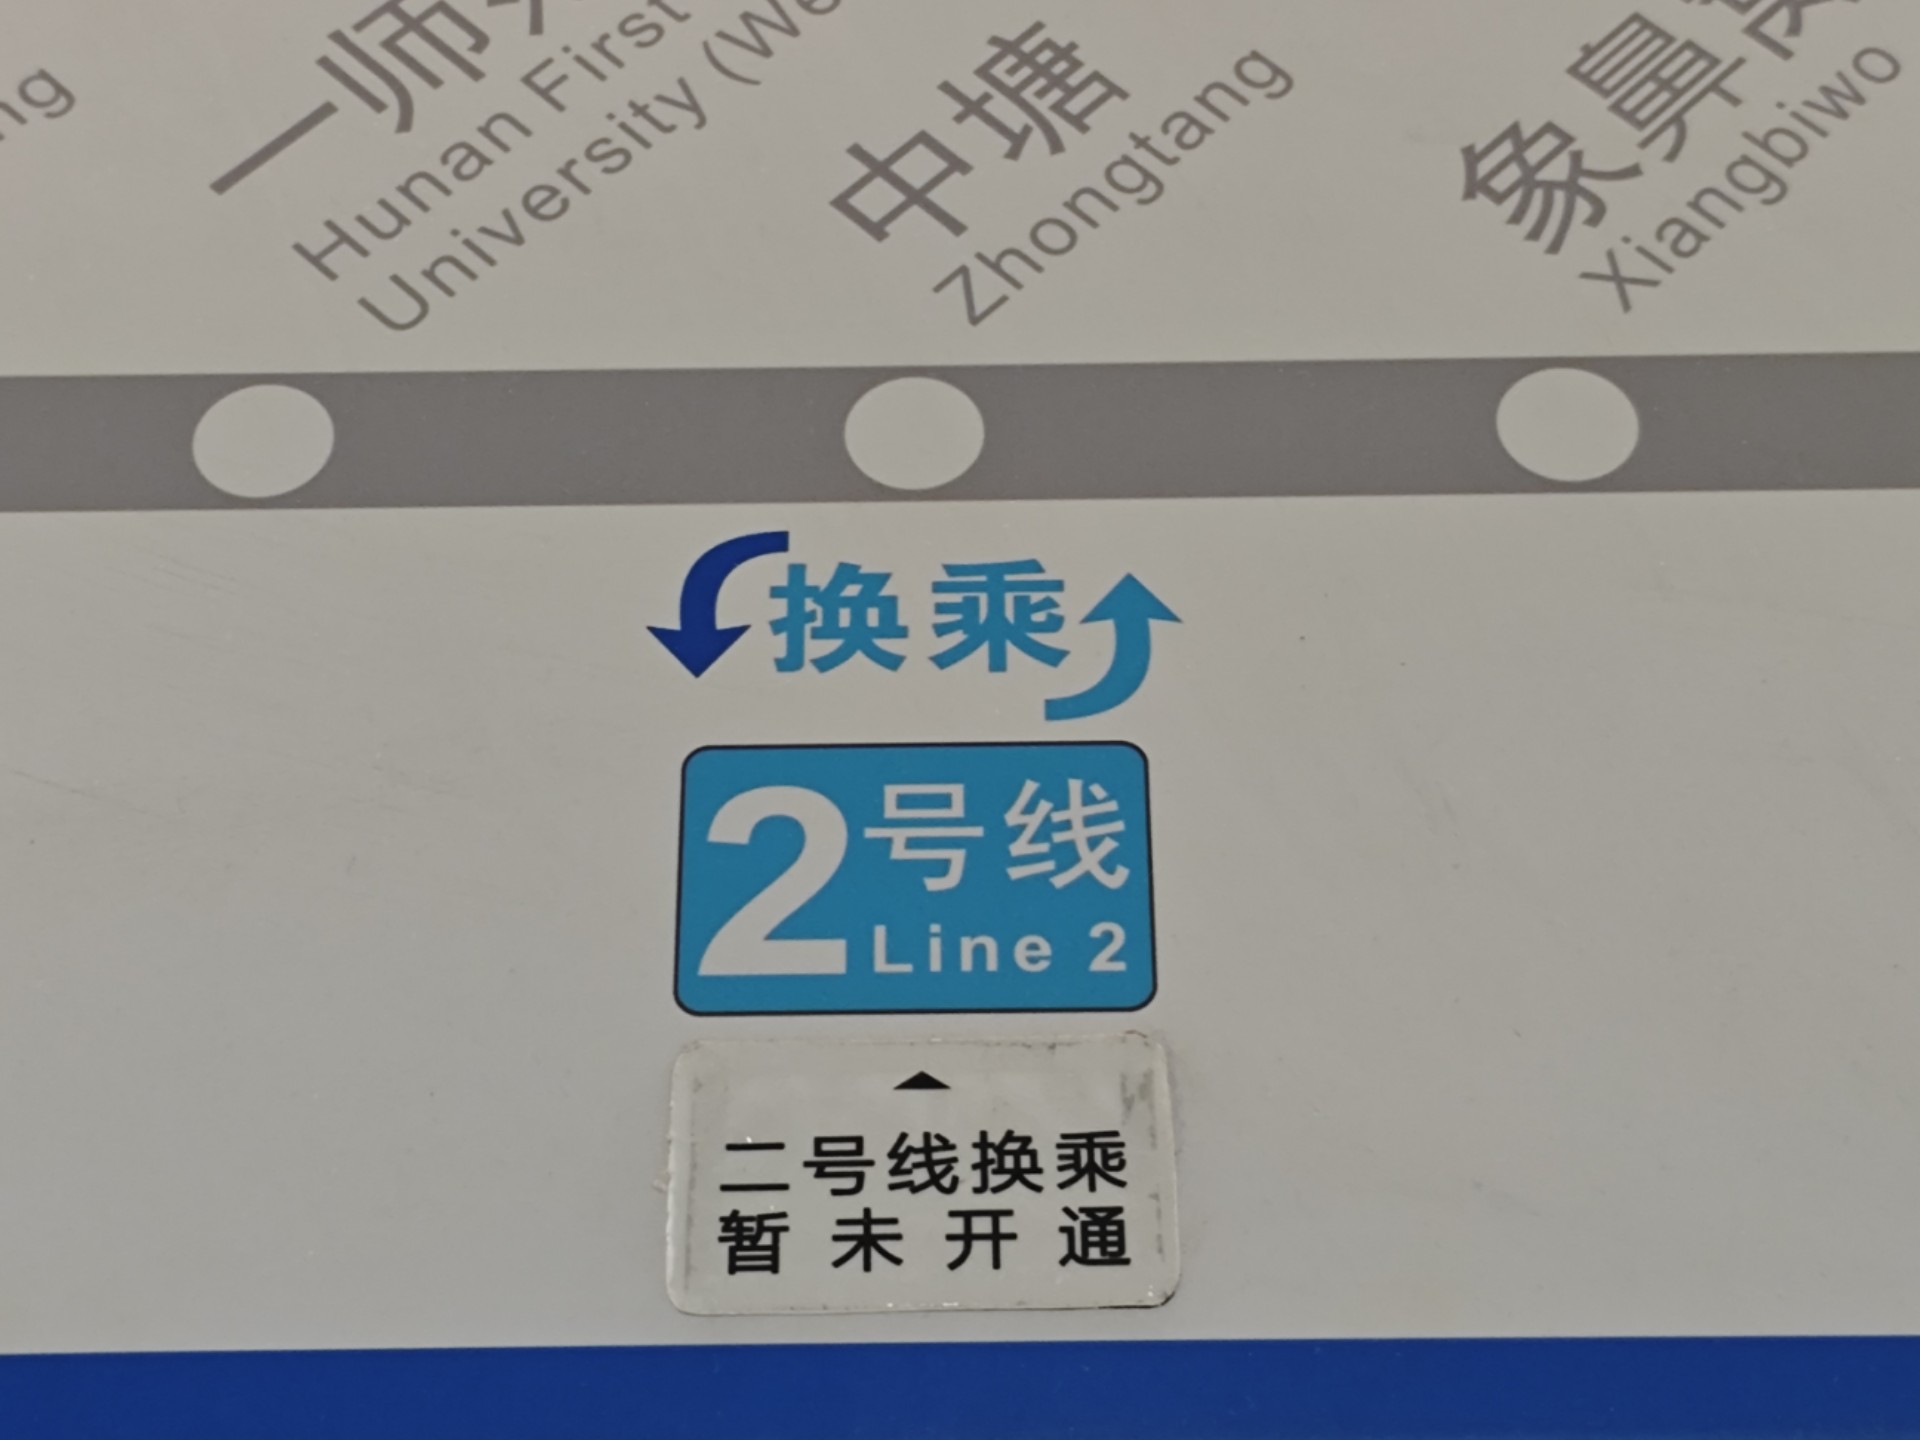 一师
Hunan First
University (We
中塘
Zhongtang
象鼻
Xiangbiwo
换乘
2号线
Line 2
二号线换乘
暂未开通